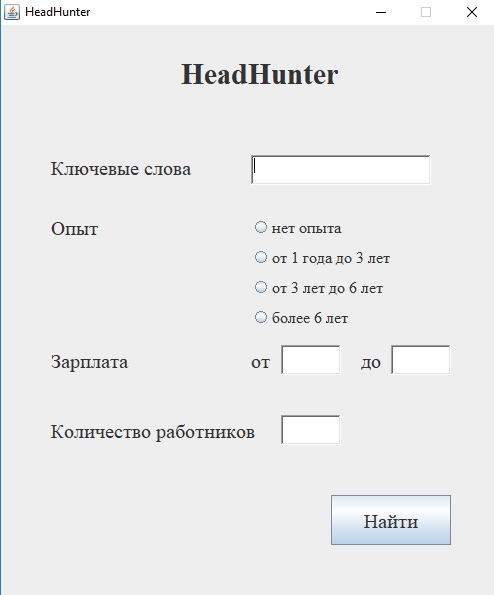 HeadHunter
HeadHunter
Ключевые слова
Опыт
нет опыта
от 1 года до 3 лет
от 3 лет до 6 лет
более 6 лет
Зарплата от до
Количество работников
Найти